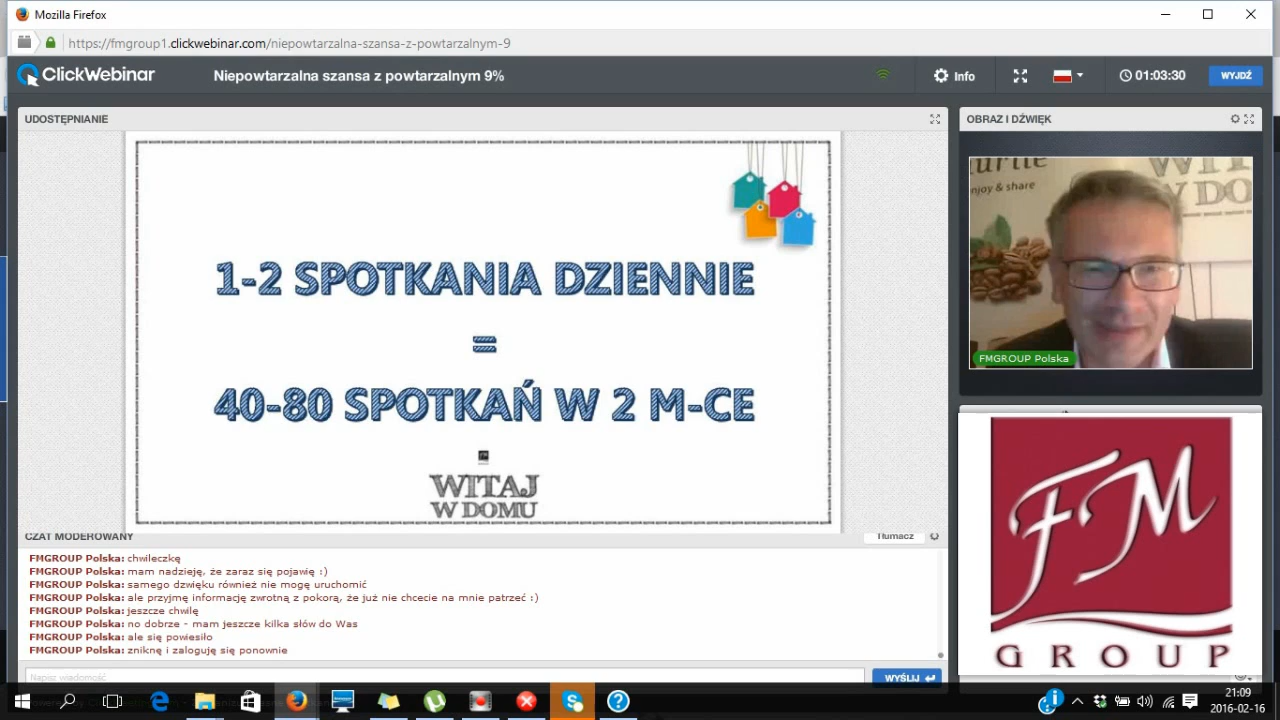 Mozilla Firefox
https://fmgroup1.clickwebinar.com/niepowtarzalna-szansa-z-powtarzalnym-9
ClickWebinar
Niepowtarzalna szansa z powtarzalnym 9%
Info
01:03:30
WYJDŹ
UDOSTĘPNIANIE
1-2 SPOTKANIA DZIENNIE
=
40-80 SPOTKAŃ W 2 M-CE
WITAJ
W DOMU
OBRAZ I DŹWIĘK
njoy & share
WIT
W DO
FMGROUP Polska
FM
GROUP
CZAT MODEROWANY
Tłumacz
FMGROUP Polska: chwileczkę
FMGROUP Polska: mam nadzieję, że zaraz się pojawię :)
FMGROUP Polska: samego dzwięku również nie mogę uruchomić
FMGROUP Polska: ale przyjmę informację zwrotną z pokorą, że już nie chcecie na mnie patrzeć :)
FMGROUP Polska: jeszcze chwilę
FMGROUP Polska: no dobrze - mam jeszcze kilka słów do Was
FMGROUP Polska: ale się powiesiło
FMGROUP Polska: zniknę i zaloguję się ponownie
Napisz wiadomość
WYŚLIJ
21:09
2016-02-16